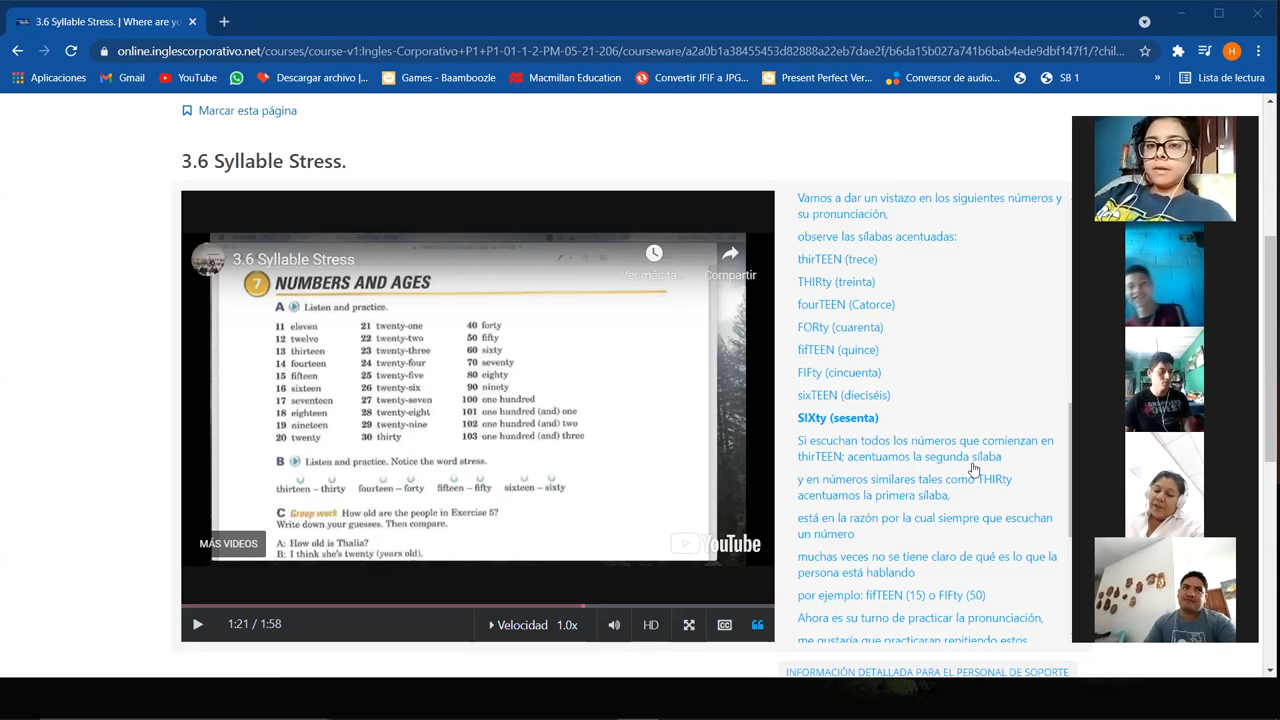 3.6 Syllable Stress. | Where are yo
online.inglescorporativo.net/courses/course-v1:Ingles-Corporativo+P1+P1-01-1-2-PM-05-21-206/courseware/a2a0b1a38455453d82888a22eb7dae2f/b6da15b027a741b6bab4ede9dbf147f1/?chil...
H
Aplicaciones
Gmail
YouTube
Descargar archivo |...
Games - Baamboozle
Macmillan Education
Convertir JFIF a JPG...
Present Perfect Ver...
Conversor de audio...
SB 1
»
Lista de lectura
Marcar esta página
3.6 Syllable Stress.
3.6 Syllable Stress
Ver más ta...
Compartir
7 NUMBERS AND AGES
A Listen and practice.
11 eleven 21 twenty-one 40 forty
12 twelve 22 twenty-two 50 fifty
13 thirteen 23 twenty-three 60 sixty
14 fourteen 24 twenty-four 70 seventy
15 fifteen 25 twenty-five 80 eighty
16 sixteen 26 twenty-six 90 ninety
17 seventeen 27 twenty-seven 100 one hundred
18 eighteen 28 twenty-eight 101 one hundred (and) one
19 nineteen 29 twenty-nine 102 one hundred (and) two
20 twenty 30 thirty 103 one hundred (and) three
B Listen and practice. Notice the word stress.
thirteen – thirty fourteen – forty fifteen – fifty sixteen – sixty
C Group work How old are the people in Exercise 5?
Write down your guesses. Then compare.
A: How old is Thalia?
B: I think she's twenty (years old).
MÁS VIDEOS
YouTube
1:21 / 1:58
Velocidad 1.0x
HD
Vamos a dar un vistazo en los siguientes números y
su pronunciación,
observe las sílabas acentuadas:
thirTEEN (trece)
THIRty (treinta)
fourTEEN (Catorce)
FORty (cuarenta)
fifTEEN (quince)
FIFty (cincuenta)
sixTEEN (dieciséis)
SIXty (sesenta)
Si escuchan todos los números que comienzan en
thirTEEN; acentuamos la segunda sílaba
y en números similares tales como THIRty
acentuamos la primera sílaba,
está en la razón por la cual siempre que escuchan
un número
muchas veces no se tiene claro de qué es lo que la
persona está hablando
por ejemplo: fifTEEN (15) o FIFty (50)
Ahora es su turno de practicar la pronunciación,
me gustaría que practicaran repitiendo estos
INFORMACIÓN DETALLADA PARA EL PERSONAL DE SOPORTE